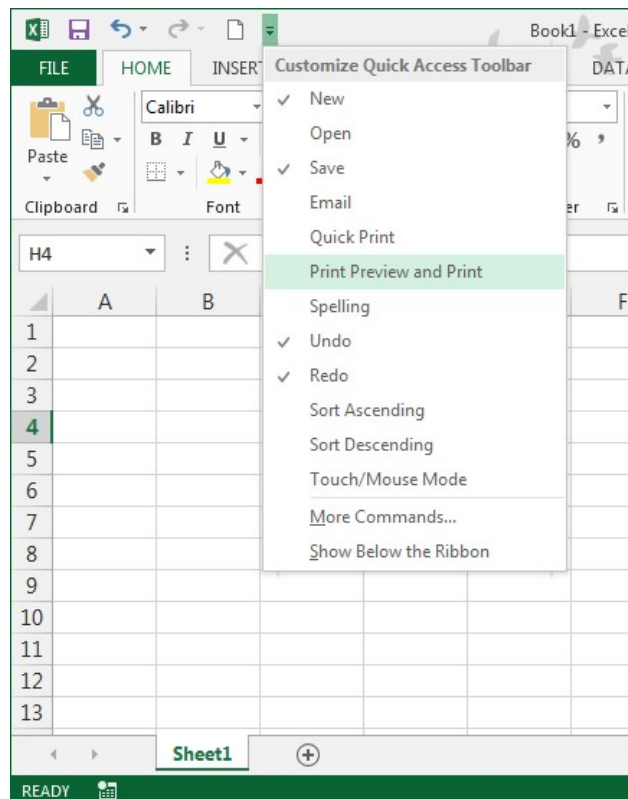 Book1 - Excel
FILE HOME INSERT DATA
Customize Quick Access Toolbar
New
Open
Save
Email
Quick Print
Print Preview and Print
Spelling
Undo
Redo
Sort Ascending
Sort Descending
Touch/Mouse Mode
More Commands...
Show Below the Ribbon
Calibri
B I U %
Paste
Clipboard Font er
H4
A B F
1
2
3
4
5
6
7
8
9
10
11
12
13
Sheet1
READY